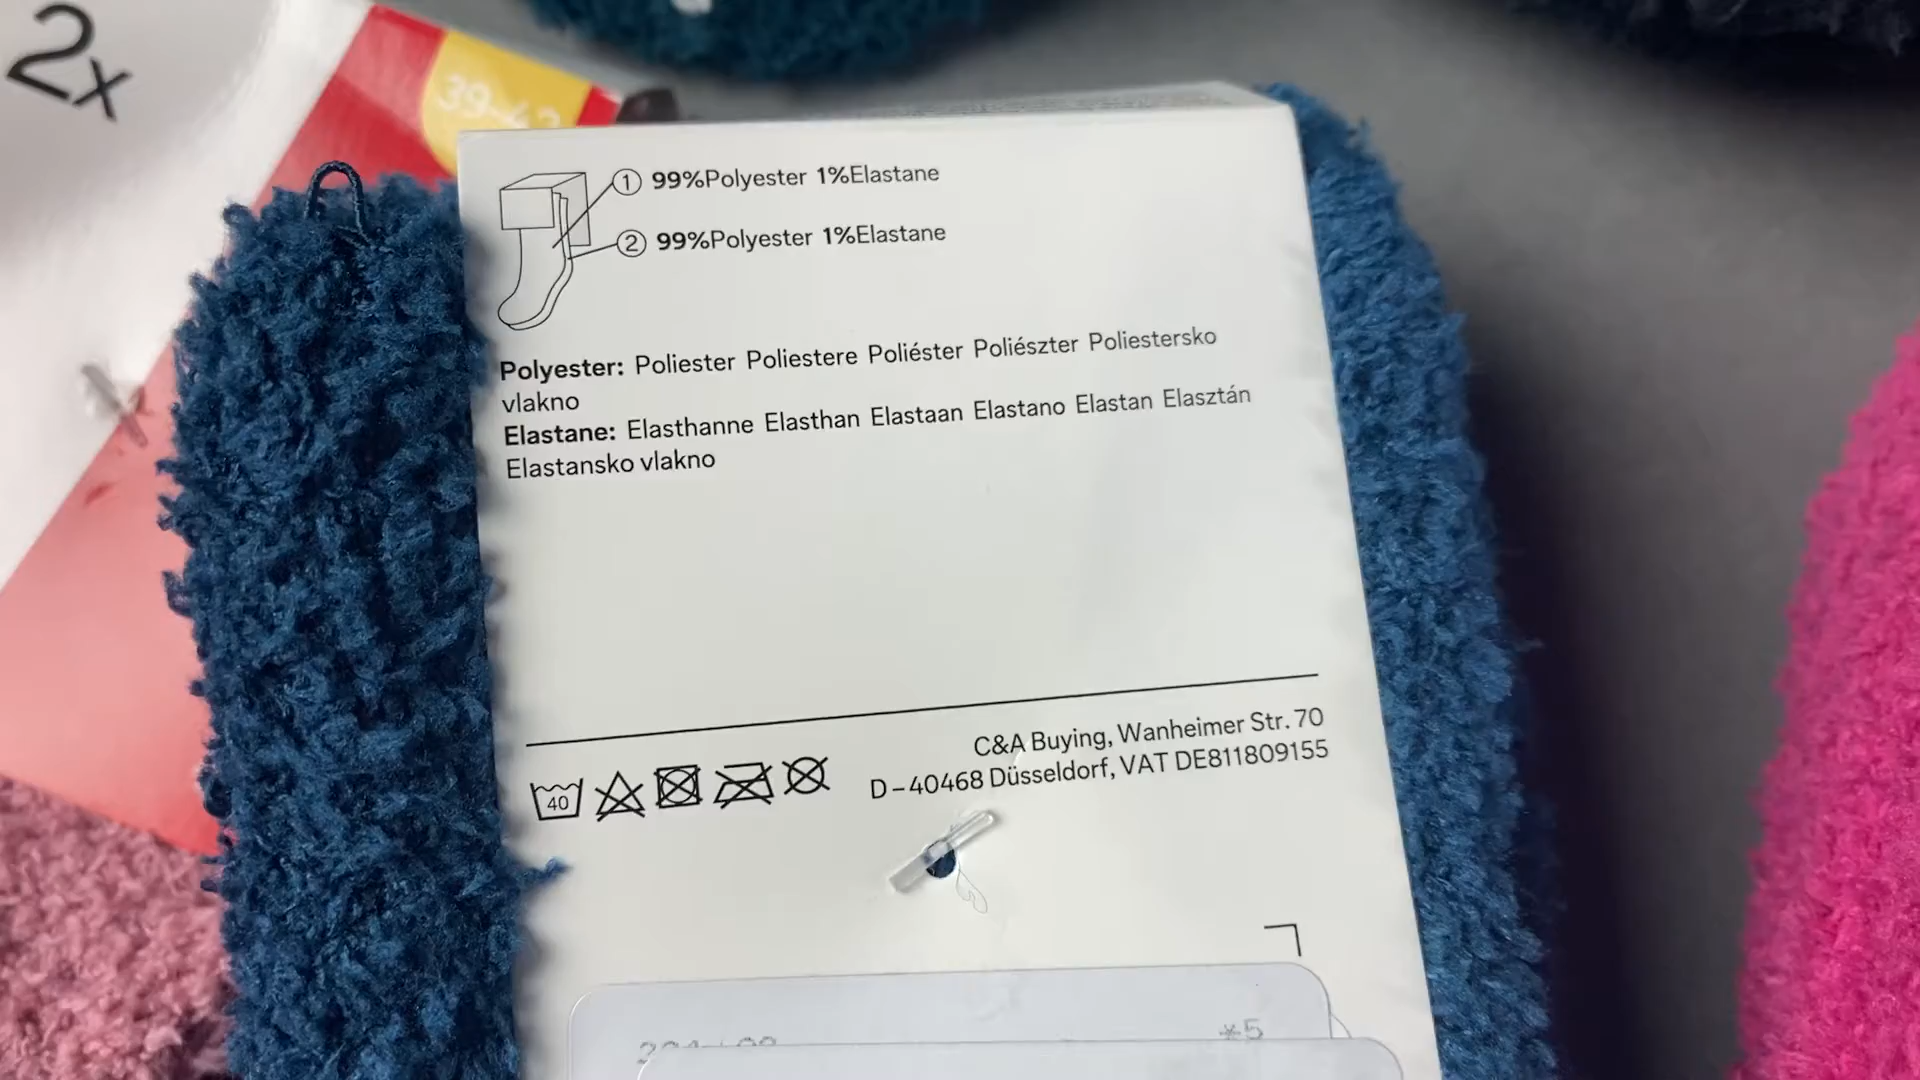 2x
39-42
① 99%Polyester 1%Elastane
② 99%Polyester 1%Elastane
Polyester: Poliester Poliestere Poliéster Poliészter Poliestersko
vlakno
Elastane: Elasthanne Elasthan Elastaan Elastano Elastan Elasztán
Elastansko vlakno
C&A Buying, Wanheimer Str. 70
D-40468 Düsseldorf, VAT DE811809155
40
*5